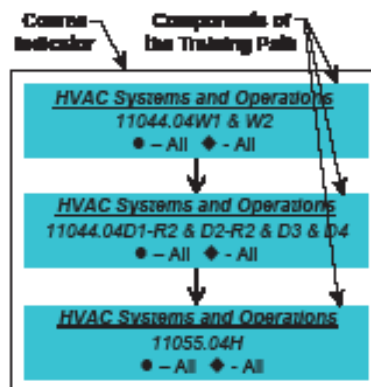 Course
Indicator
Components of
the Training Path
HVAC Systems and Operations
11044.04W1 & W2
● – All ◆ - All
HVAC Systems and Operations
11044.04D1-R2 & D2-R2 & D3 & D4
● – All ◆ - All
HVAC Systems and Operations
11055.04H
● – All ◆ - All